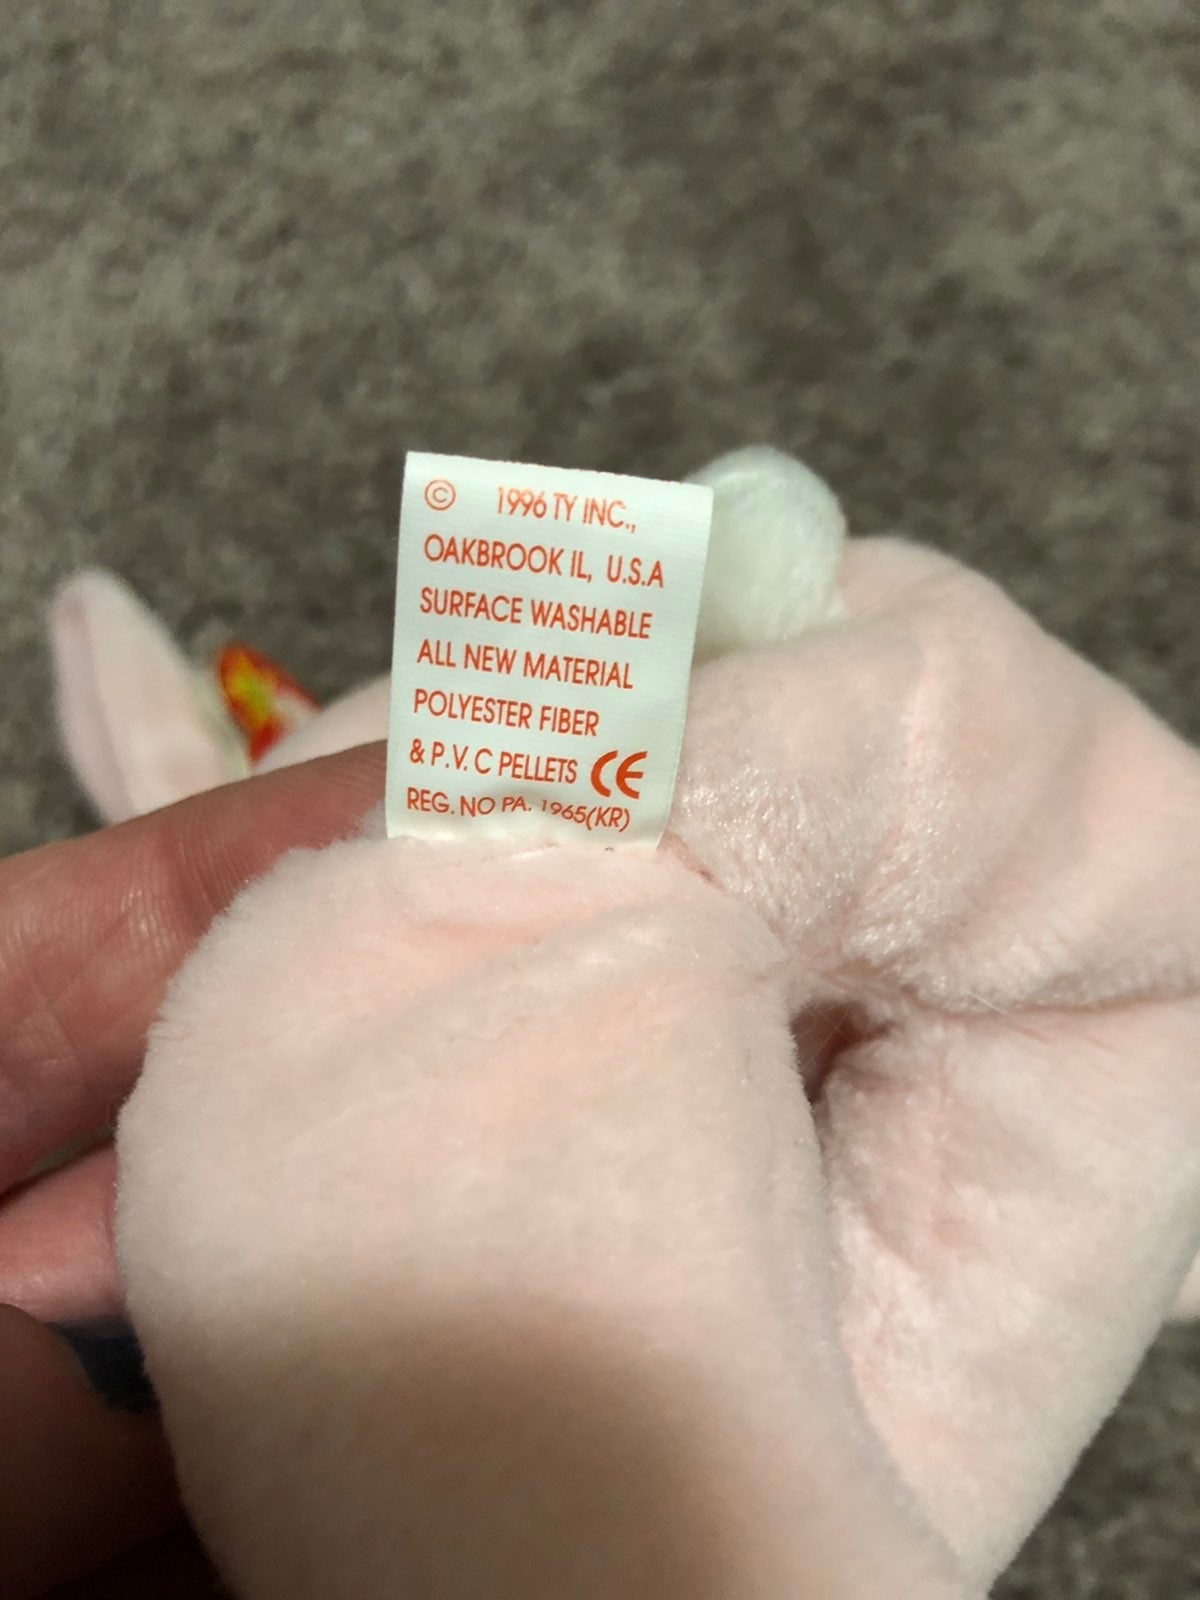 © 1996 TY INC.,
OAKBROOK IL, U.S.A
SURFACE WASHABLE
ALL NEW MATERIAL
POLYESTER FIBER
& P.V. C PELLETS CE
REG. NO PA. 1965(KR)